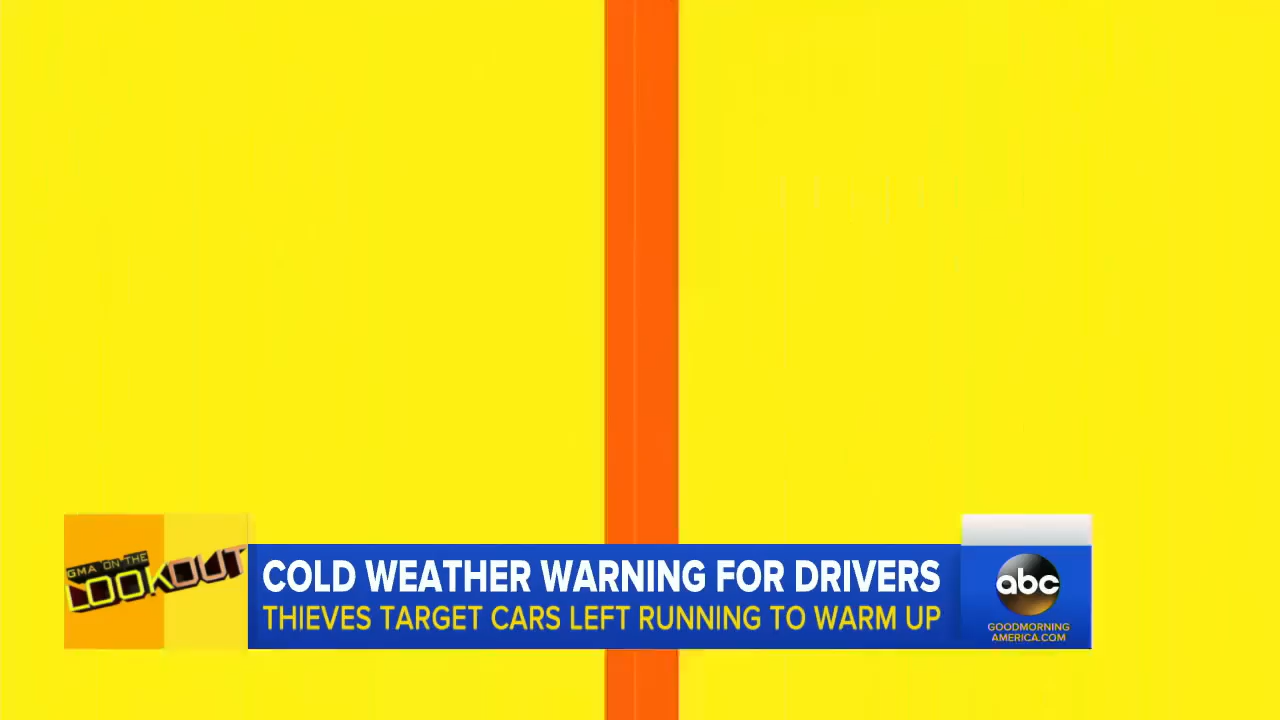 GMA ON THE
LOOKOUT
COLD WEATHER WARNING FOR DRIVERS
THIEVES TARGET CARS LEFT RUNNING TO WARM UP
abc
GOODMORNING
AMERICA.COM